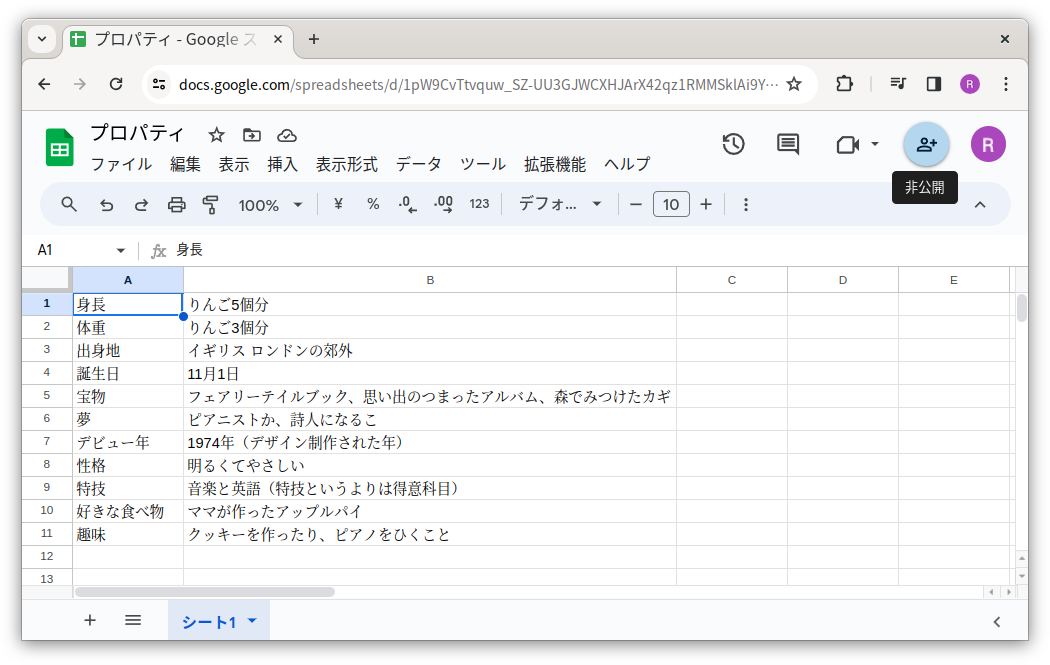 プロパティ - Google ス
docs.google.com/spreadsheets/d/1pW9CvTtvquw_SZ-UU3GJWCXHJArX42qz1RMMSkIAi9Y…
R
プロパティ
ファイル 編集 表示 挿入 表示形式 データ ツール 拡張機能 ヘルプ
R
非公開
100% ¥ % .0 .00 123 デフォ... 10
A1 fx 身長
A B C D E
1 身長 りんご5個分
2 体重 りんご3個分
3 出身地 イギリス ロンドンの郊外
4 誕生日 11月1日
5 宝物 フェアリーテイルブック、思い出のつまったアルバム、森でみつけたカギ
6 夢 ピアニストか、詩人になるこ
7 デビュー年 1974年（デザイン制作された年）
8 性格 明るくてやさしい
9 特技 音楽と英語（特技というよりは得意科目）
10 好きな食べ物 ママが作ったアップルパイ
11 趣味 クッキーを作ったり、ピアノをひくこと
12
13
シート1